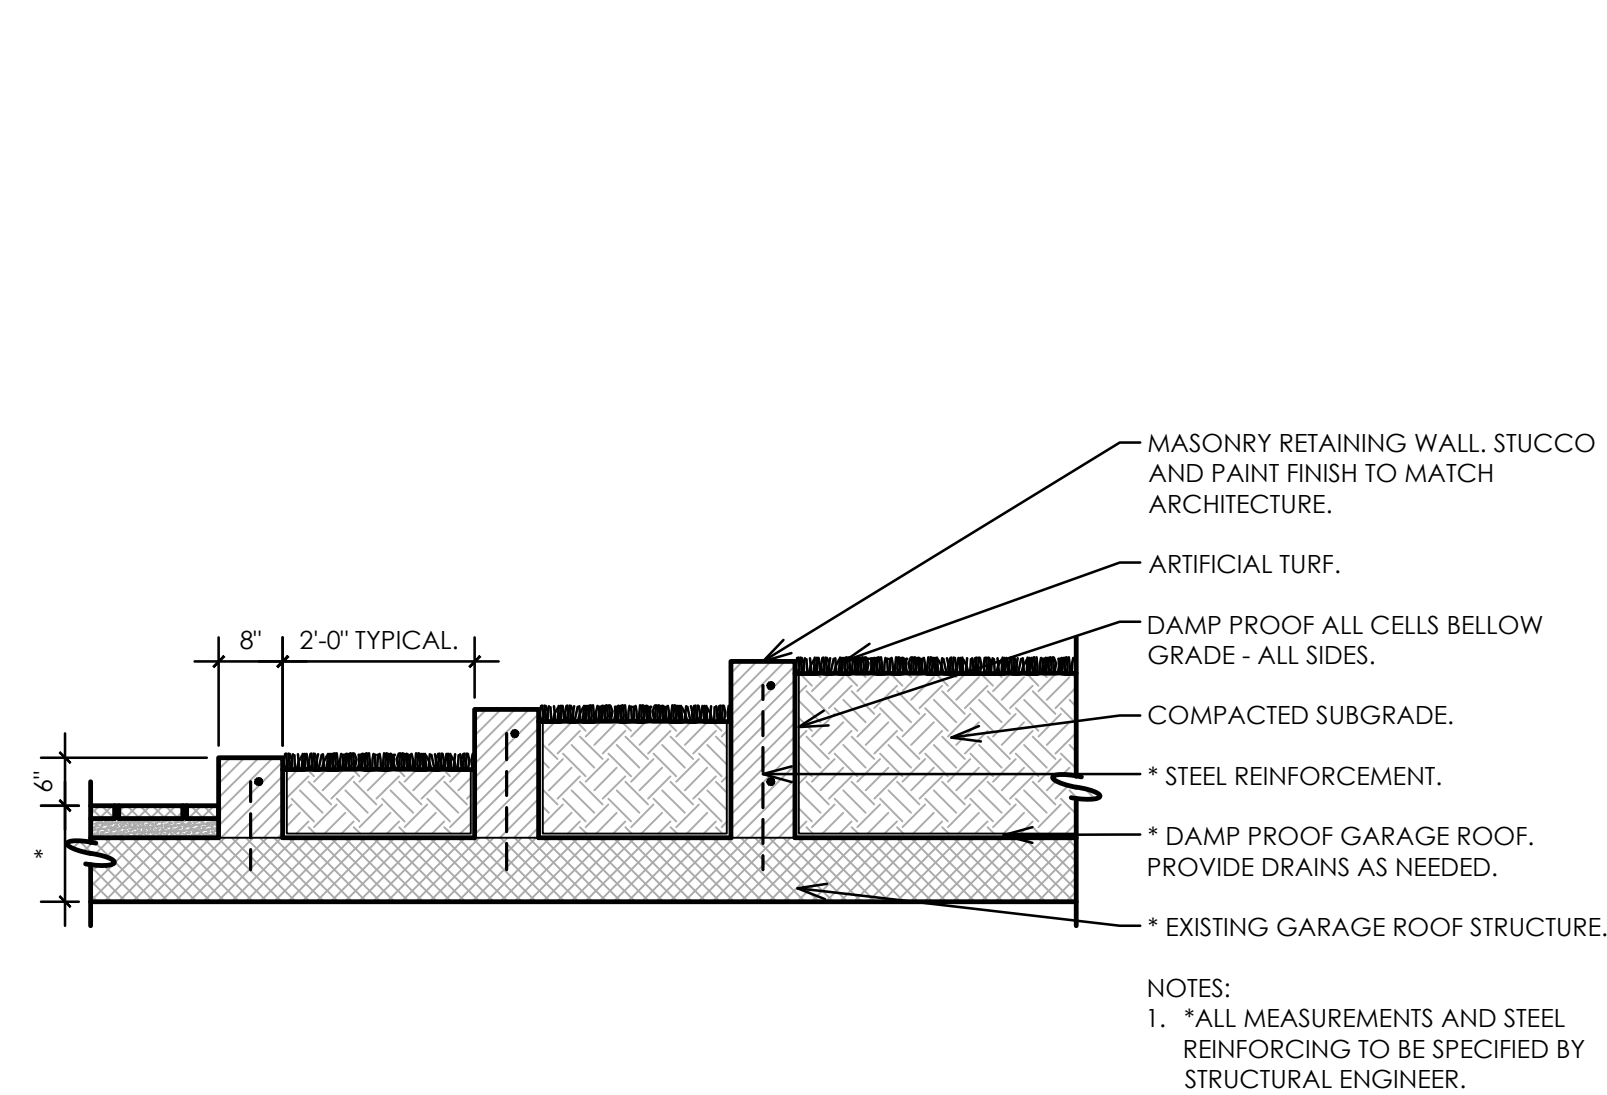 MASONRY RETAINING WALL. STUCCO
AND PAINT FINISH TO MATCH
ARCHITECTURE.
ARTIFICIAL TURF.
DAMP PROOF ALL CELLS BELLOW
GRADE - ALL SIDES.
8" 2'-0" TYPICAL.
COMPACTED SUBGRADE.
6"
* STEEL REINFORCEMENT.
*
* DAMP PROOF GARAGE ROOF.
PROVIDE DRAINS AS NEEDED.
* EXISTING GARAGE ROOF STRUCTURE.
NOTES:
1. *ALL MEASUREMENTS AND STEEL
REINFORCING TO BE SPECIFIED BY
STRUCTURAL ENGINEER.